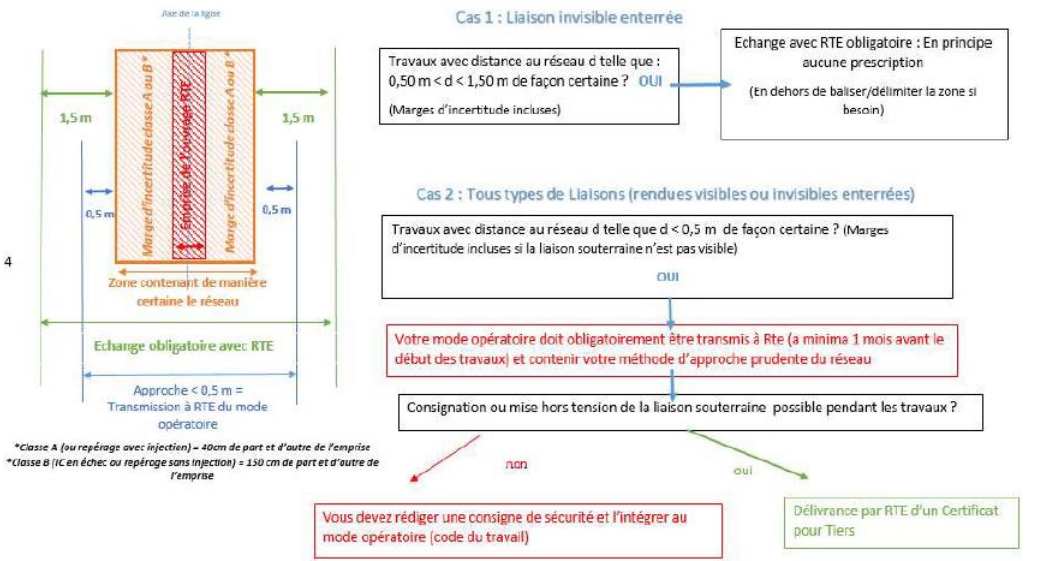 Axe de la ligne
1,5 m
1,5 m
0,5 m
0,5 m
Marge d'incertitude classe A ou B *
Emprise de l'ouvrage RTE
Marge d'incertitude classe A ou B *
Zone contenant de manière
certaine le réseau
Echange obligatoire avec RTE
Approche < 0,5 m =
Transmission à RTE du mode
opératoire
*Classe A (ou repérage avec injection) = 40cm de part et d'autre de l'emprise
*Classe B (IC en échec ou repérage sans injection) = 150 cm de part et d'autre de
l'emprise
4
Cas 1 : Liaison invisible enterrée
Travaux avec distance au réseau d telle que :
0,50 m < d < 1,50 m de façon certaine ? OUI
(Marges d'incertitude incluses)
Echange avec RTE obligatoire : En principe
aucune prescription
(En dehors de baliser/délimiter la zone si
besoin)
Cas 2 : Tous types de Liaisons (rendues visibles ou invisibles enterrées)
Travaux avec distance au réseau d telle que d < 0,5 m de façon certaine ? (Marges
d'incertitude incluses si la liaison souterraine n'est pas visible)
OUI
Votre mode opératoire doit obligatoirement être transmis à Rte (a minima 1 mois avant le
début des travaux) et contenir votre méthode d'approche prudente du réseau
Consignation ou mise hors tension de la liaison souterraine possible pendant les travaux ?
non
oui
Vous devez rédiger une consigne de sécurité et l'intégrer au
mode opératoire (code du travail)
Délivrance par RTE d'un Certificat
pour Tiers